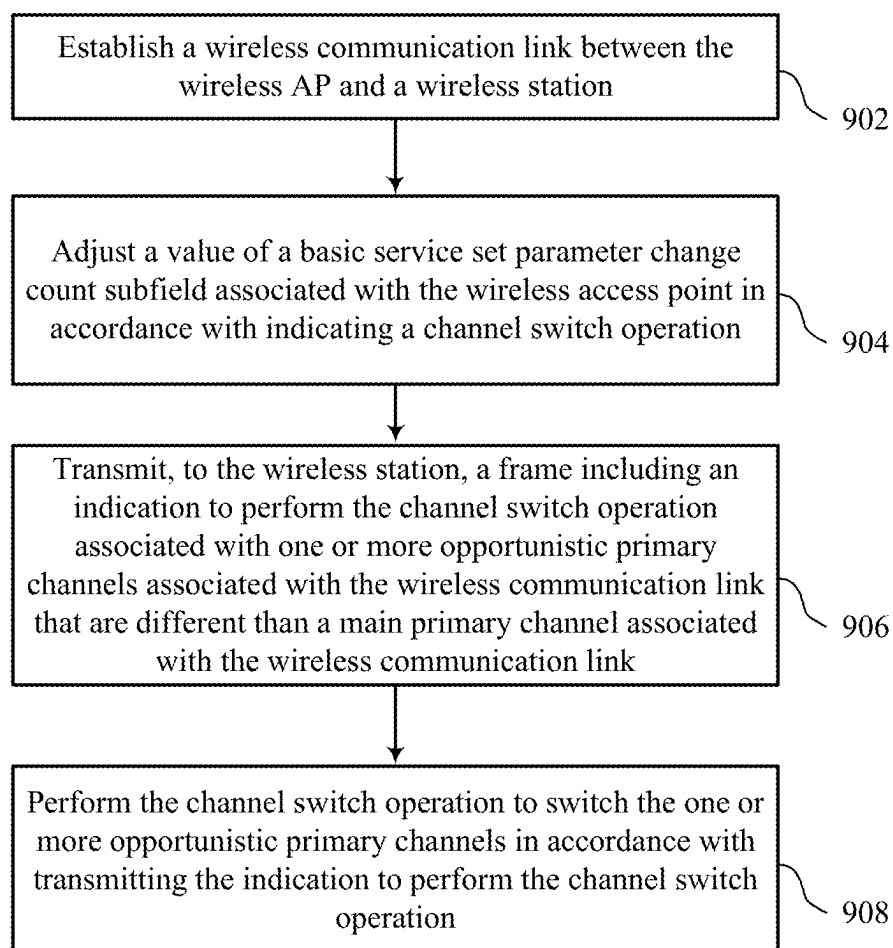 Establish a wireless communication link between the
wireless AP and a wireless station
902
Adjust a value of a basic service set parameter change
count subfield associated with the wireless access point in
accordance with indicating a channel switch operation
904
Transmit, to the wireless station, a frame including an
indication to perform the channel switch operation
associated with one or more opportunistic primary
channels associated with the wireless communication link
that are different than a main primary channel associated
with the wireless communication link
906
Perform the channel switch operation to switch the one or
more opportunistic primary channels in accordance with
transmitting the indication to perform the channel switch
operation
908